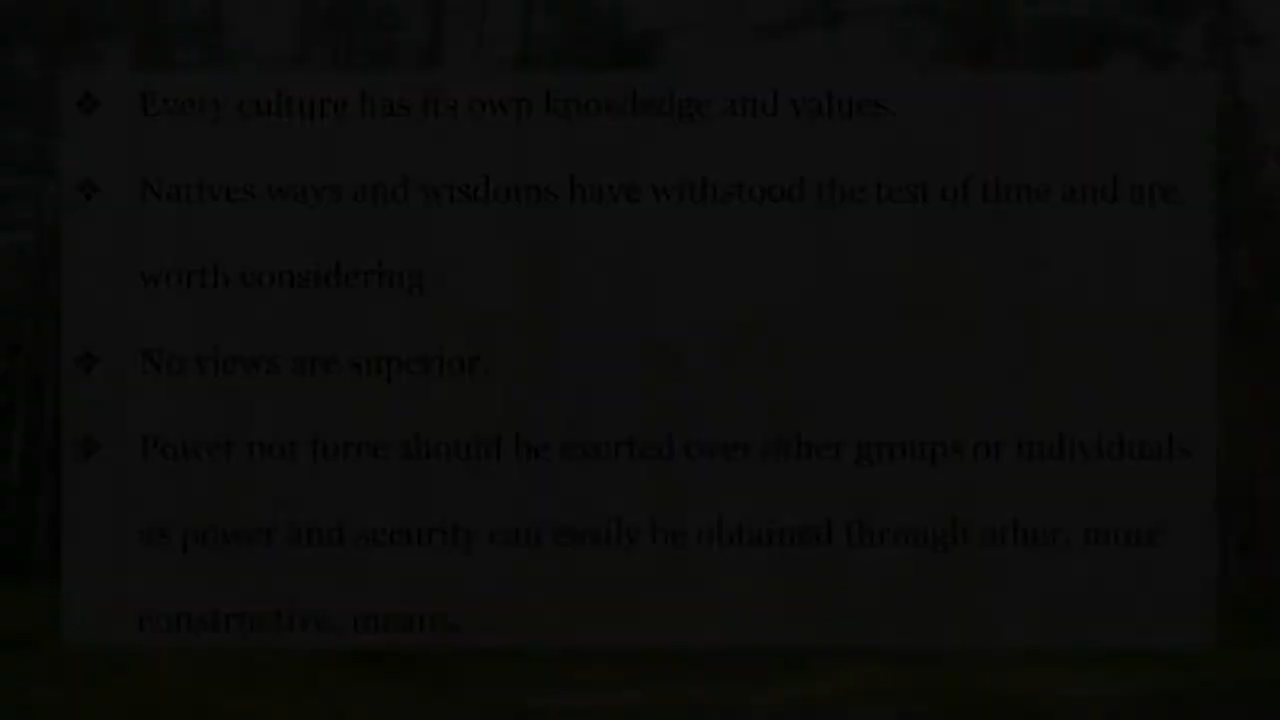 ❖ Every culture has its own knowledge and values.
❖ Natives ways and wisdoms have withstood the test of time and are
worth considering
❖ No views are superior.
❖ Power nor force should be exerted over other groups or individuals
as power and security can easily be obtained through other, more
constructive, means.